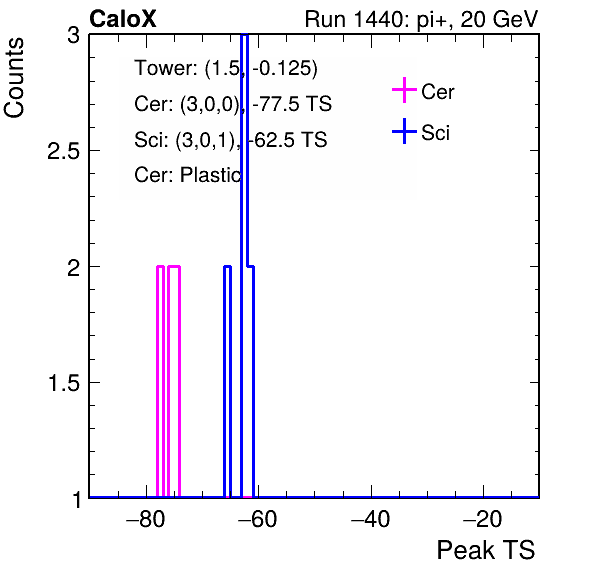 CaloX Run 1440: pi+, 20 GeV
Counts
3
2.5
2
1.5
1
Tower: (1.5, -0.125)
Cer: (3,0,0), -77.5 TS
Sci: (3,0,1), -62.5 TS
Cer: Plastic
Cer
Sci
−80 −60 −40 −20
Peak TS